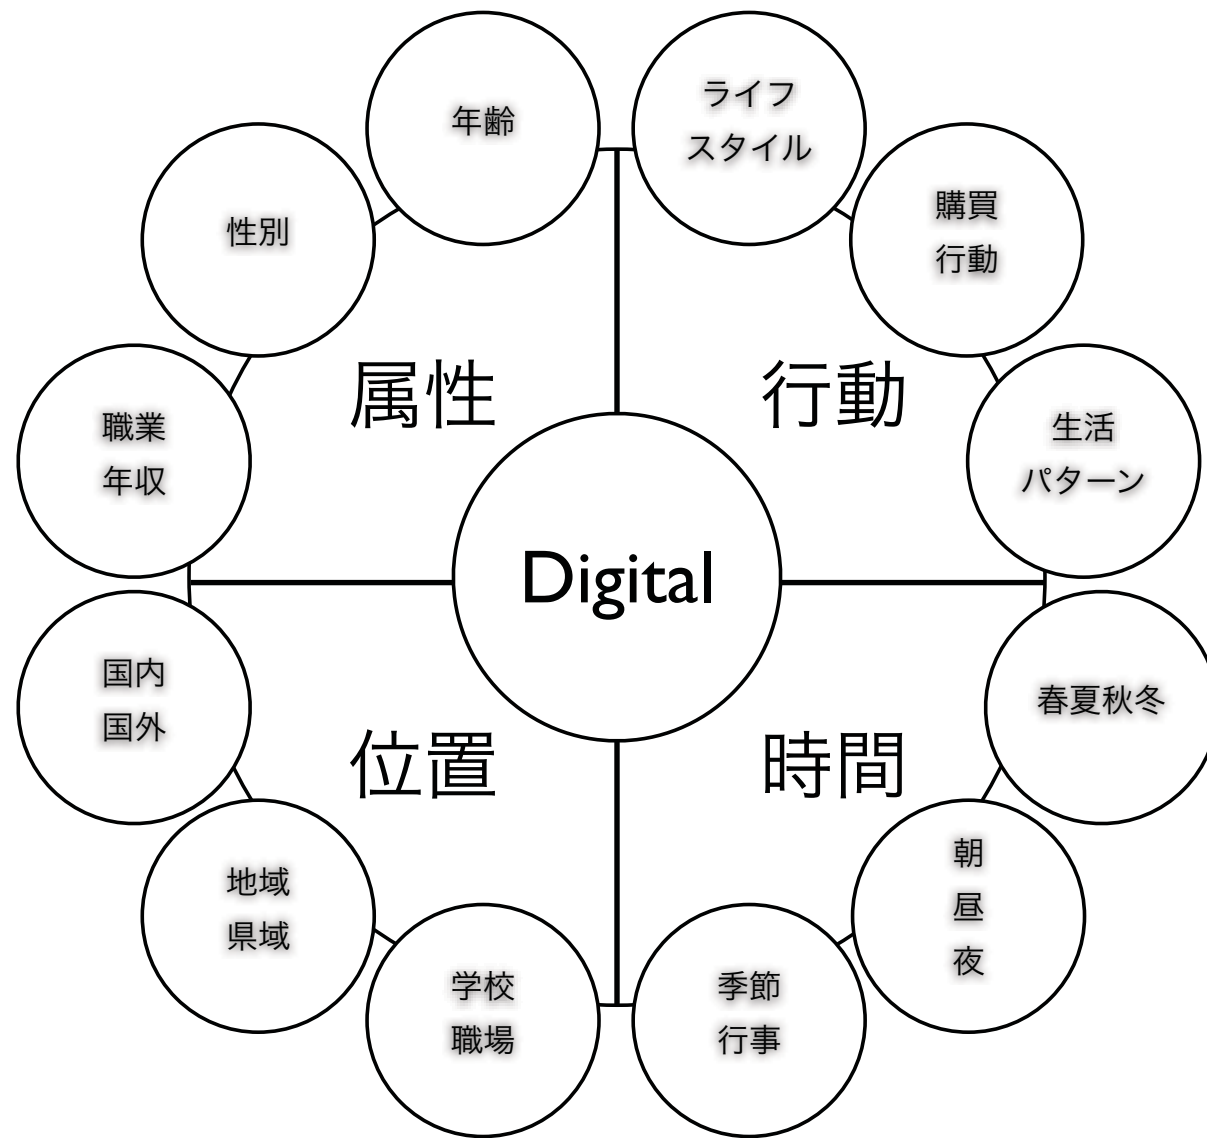 年齢
ライフ
スタイル
性別
購買
行動
属性
行動
職業
年収
生活
パターン
Digital
国内
国外
春夏秋冬
位置
時間
地域
県域
朝
昼
夜
学校
職場
季節
行事